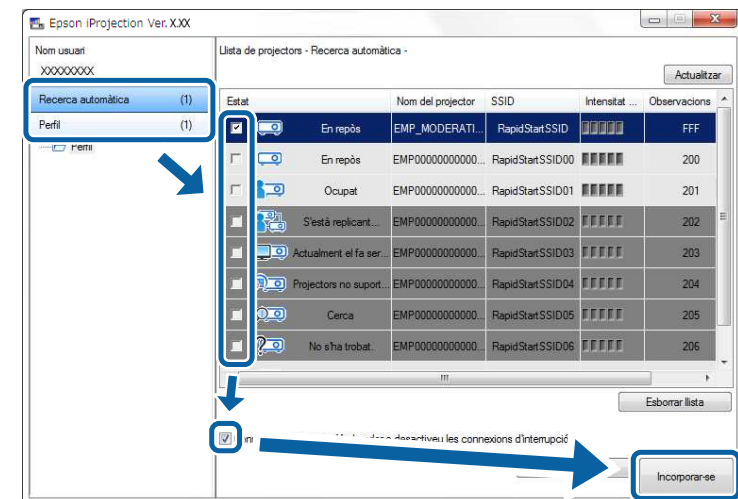 Epson iProjection Ver. X.XX
Nom usuari
XXXXXXXX
Recerca automàtica (1)
Perfil (1)
Perfil
Llista de projectors - Recerca automàtica -
Actualitzar
Estat Nom del projector SSID Intensitat ... Observacions
En repòs EMP_MODERATI... RapidStartSSID FFF
En repòs EMP00000000000... RapidStartSSID00 200
Ocupat EMP00000000000... RapidStartSSID01 201
S'està replicant... EMP00000000000... RapidStartSSID02 202
Actualment el fa ser... EMP00000000000... RapidStartSSID03 203
Projectors no suport... EMP00000000000... RapidStartSSID04 204
Cerca EMP00000000000... RapidStartSSID05 205
No s'ha trobat. EMP00000000000... RapidStartSSID06 206
Esborrar llista
desactiveu les connexions d'interrupció
Incorporar-se